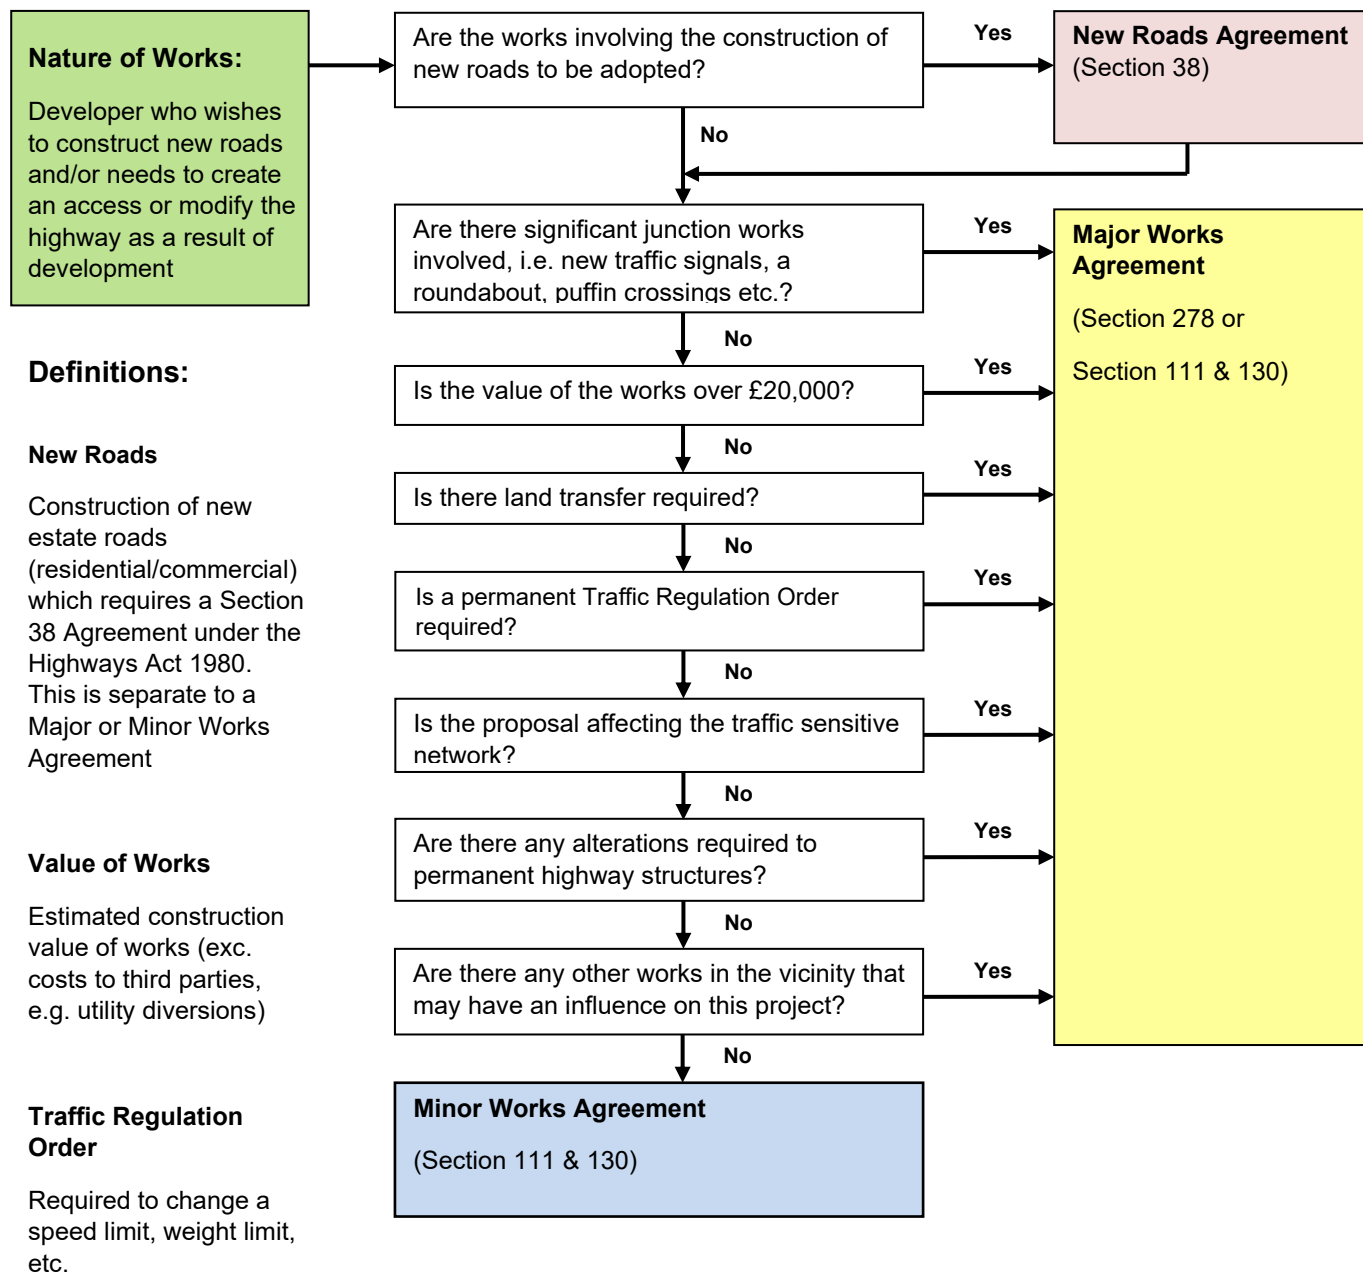 Nature of Works:
Developer who wishes
to construct new roads
and/or needs to create
an access or modify the
highway as a result of
development
Are the works involving the construction of
new roads to be adopted?
Yes
New Roads Agreement
(Section 38)
No
Are there significant junction works
involved, i.e. new traffic signals, a
roundabout, puffin crossings etc.?
Yes
Major Works
Agreement
(Section 278 or
Section 111 & 130)
No
Is the value of the works over £20,000?
Yes
No
Is there land transfer required?
Yes
No
Is a permanent Traffic Regulation Order
required?
Yes
No
Is the proposal affecting the traffic sensitive
network?
Yes
No
Are there any alterations required to
permanent highway structures?
Yes
No
Are there any other works in the vicinity that
may have an influence on this project?
Yes
No
Minor Works Agreement
(Section 111 & 130)
Definitions:
New Roads
Construction of new
estate roads
(residential/commercial)
which requires a Section
38 Agreement under the
Highways Act 1980.
This is separate to a
Major or Minor Works
Agreement
Value of Works
Estimated construction
value of works (exc.
costs to third parties,
e.g. utility diversions)
Traffic Regulation
Order
Required to change a
speed limit, weight limit,
etc.